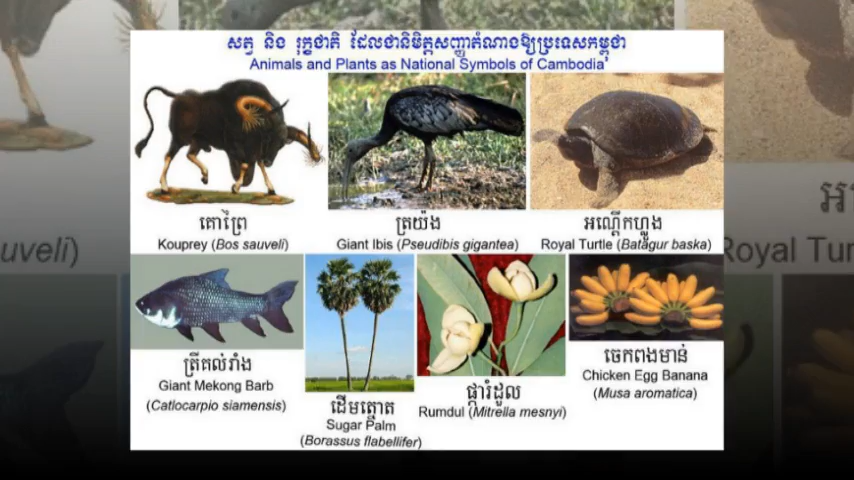 សត្វ និង រុក្ខជាតិ ដែលជានិមិត្តសញ្ញាតំណាងឱ្យប្រទេសកម្ពុជា
Animals and Plants as National Symbols of Cambodia
គោព្រៃ
Kouprey (Bos sauveli)
ត្រយ៉ង
Giant Ibis (Pseudibis gigantea)
អណ្ដើកហ្លួង
Royal Turtle (Batagur baska)
ត្រីគល់រាំង
Giant Mekong Barb
(Catlocarpio siamensis)
ដើមត្នោត
Sugar Palm
(Borassus flabellifer)
ផ្ការំដួល
Rumdul (Mitrella mesnyi)
ចេកពងមាន់
Chicken Egg Banana
(Musa aromatica)
uveli)
Royal Tur